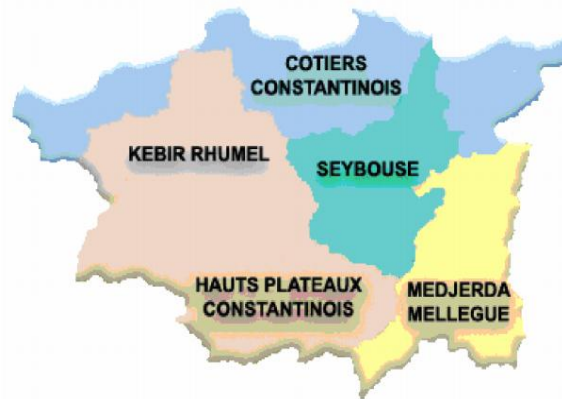 COTIERS
CONSTANTINOIS
KEBIR RHUMEL
SEYBOUSE
HAUTS PLATEAUX
CONSTANTINOIS
MEDJERDA
MELLEGUE